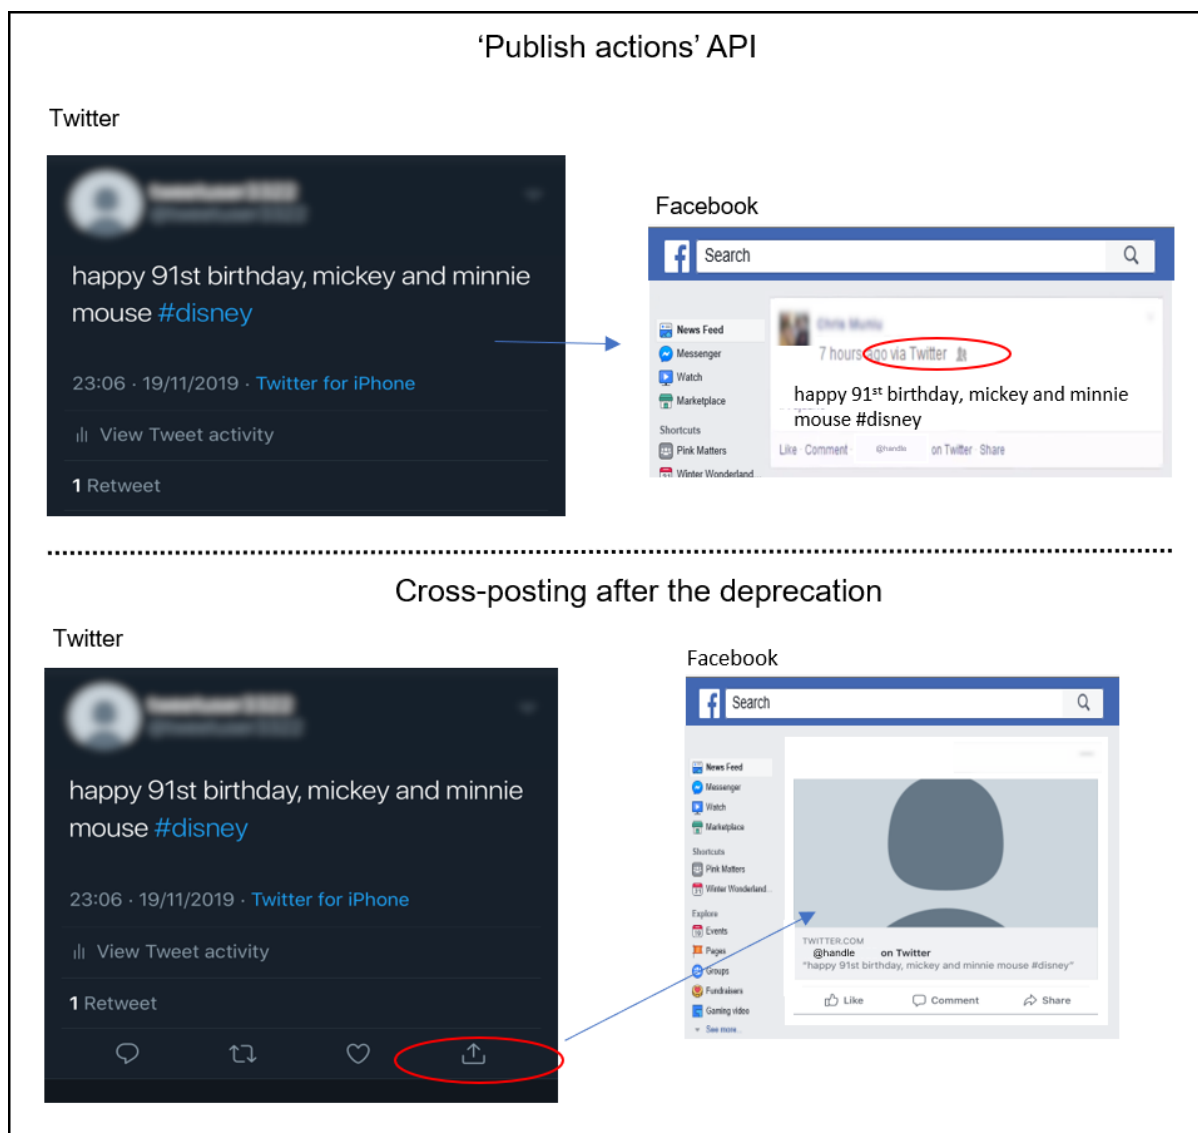 ‘Publish actions’ API
Twitter
happy 91st birthday, mickey and minnie
mouse #disney
23:06 · 19/11/2019 · Twitter for iPhone
View Tweet activity
1 Retweet
Facebook
Search
News Feed
Messenger
Watch
Marketplace
Shortcuts
Pink Matters
Winter Wonderland...
7 hours ago via Twitter
happy 91st birthday, mickey and minnie
mouse #disney
Like · Comment · @handle on Twitter · Share
Cross-posting after the deprecation
Twitter
happy 91st birthday, mickey and minnie
mouse #disney
23:06 · 19/11/2019 · Twitter for iPhone
View Tweet activity
1 Retweet
Facebook
Search
News Feed
Messenger
Watch
Marketplace
Shortcuts
Pink Matters
Winter Wonderland...
Explore
Events
Pages
Groups
Fundraisers
Gaming video
See more...
TWITTER.COM
@handle on Twitter
“happy 91st birthday, mickey and minnie mouse #disney”
Like Comment Share